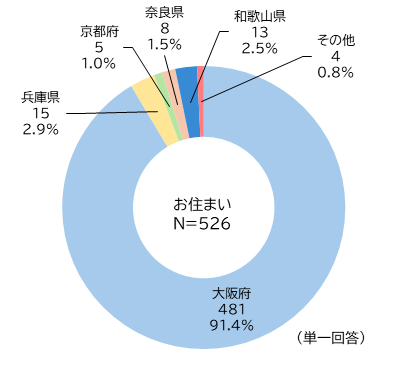 奈良県
8
1.5%
京都府
5
1.0%
和歌山県
13
2.5%
その他
4
0.8%
兵庫県
15
2.9%
お住まい
N=526
大阪府
481
91.4%
（単一回答）